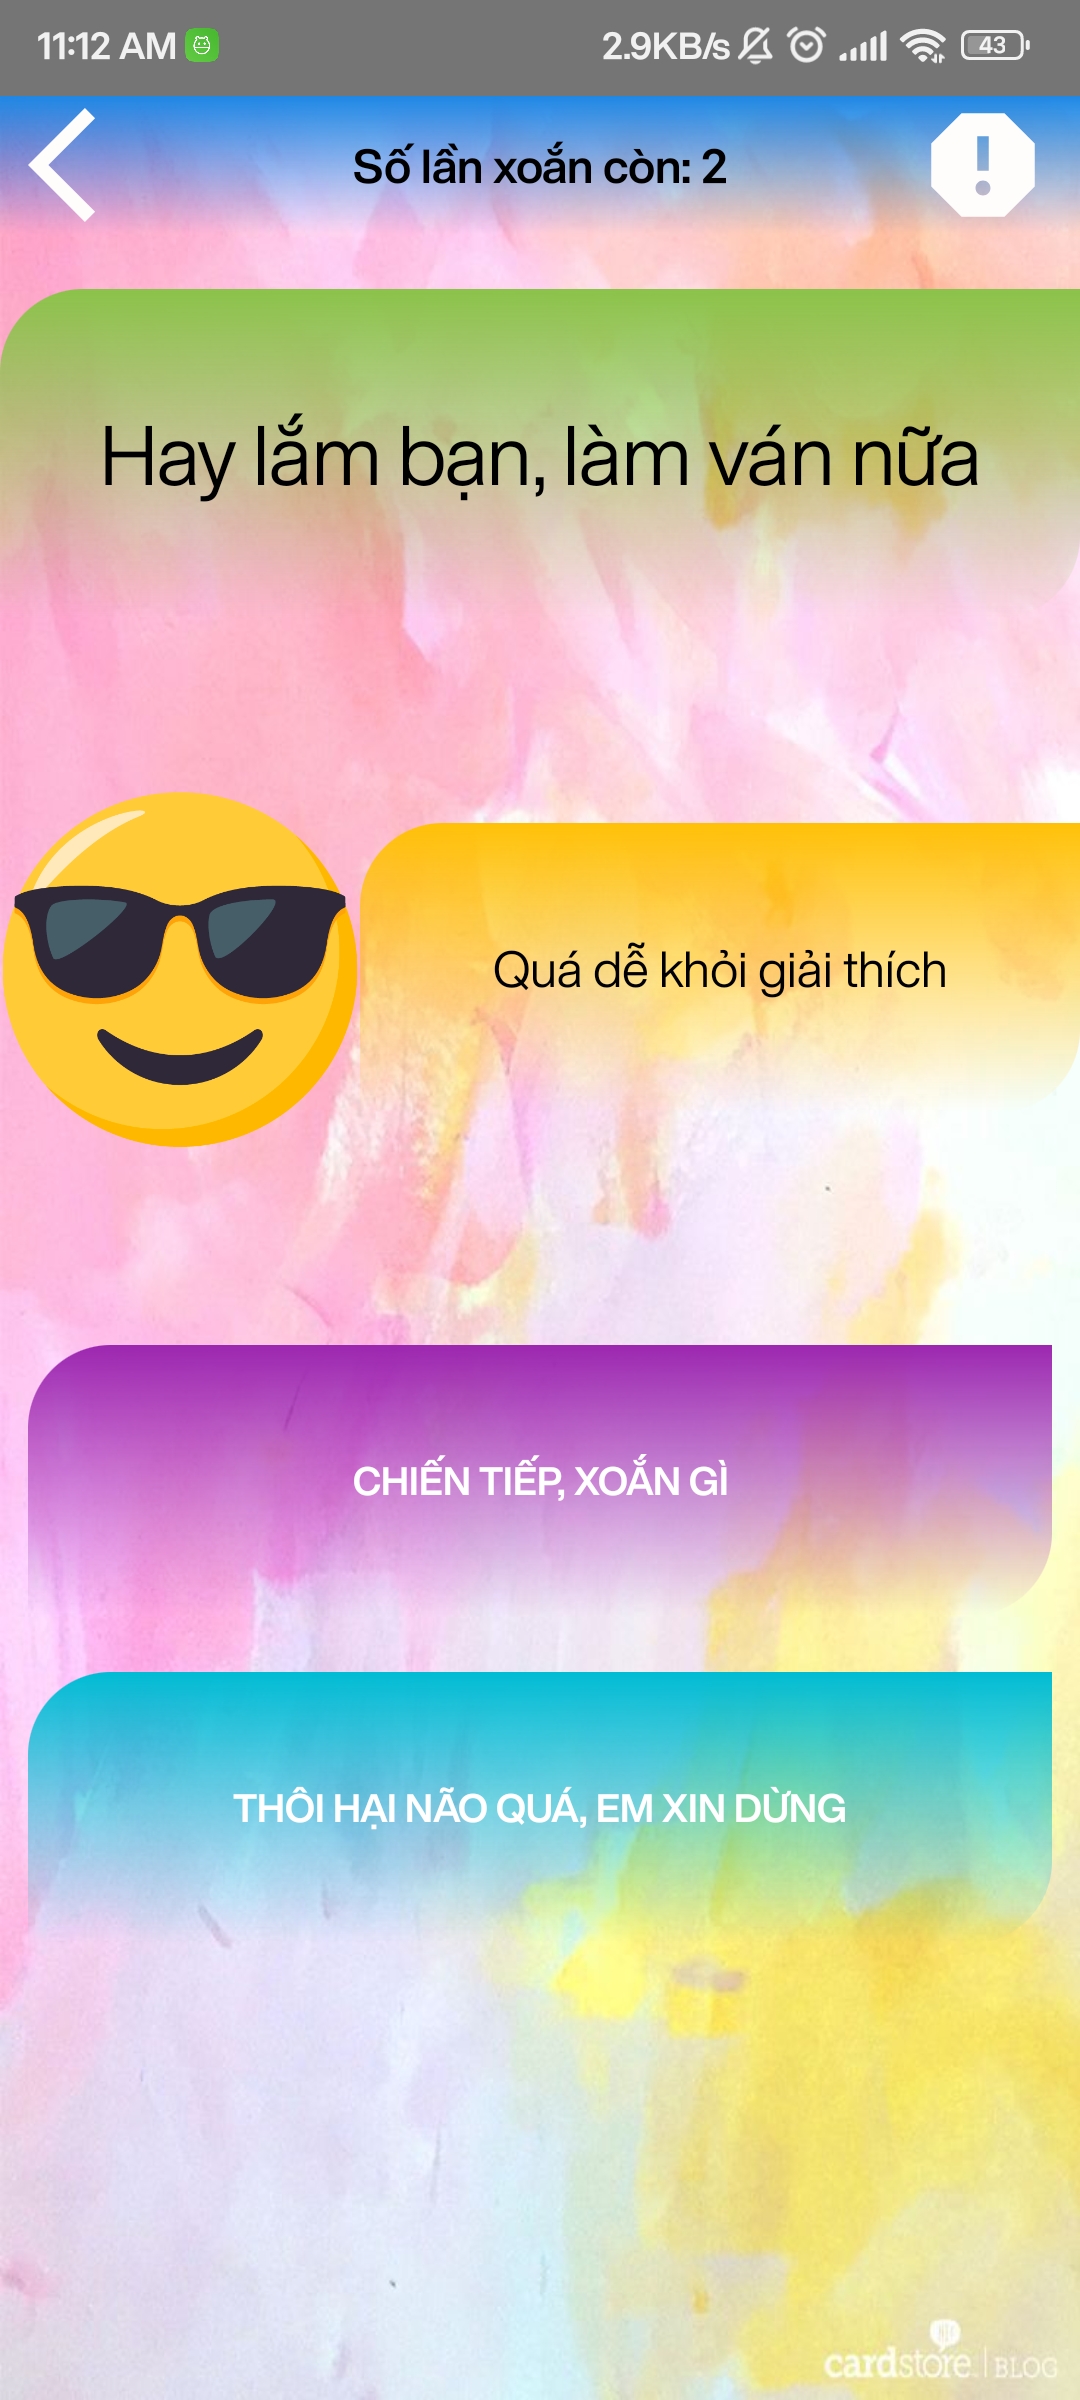 11:12 AM 2.9KB/s 43
Số lần xoắn còn: 2
Hay lắm bạn, làm ván nữa
Quá dễ khỏi giải thích
CHIẾN TIẾP, XOẮN GÌ
THÔI HẠI NÃO QUÁ, EM XIN DỪNG
cardstore | BLOG